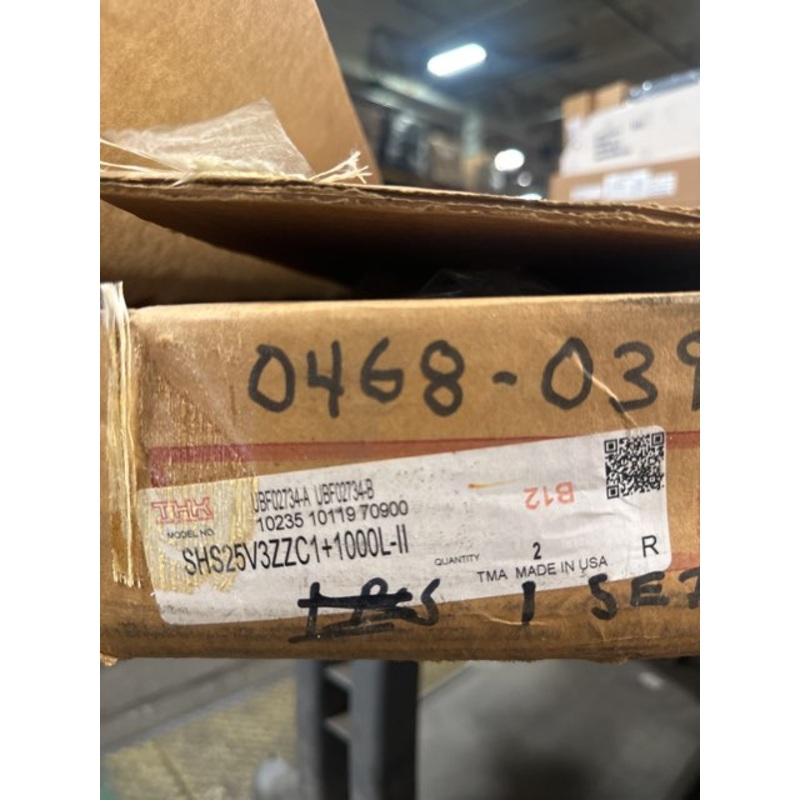 0468-039
THK
UBF02734-A UBF02734-B
10235 10119 70900
B12
MODEL NO.
SHS25V3ZZC1+1000L-II
QUANTITY 2
R
TMA MADE IN USA
1 SET